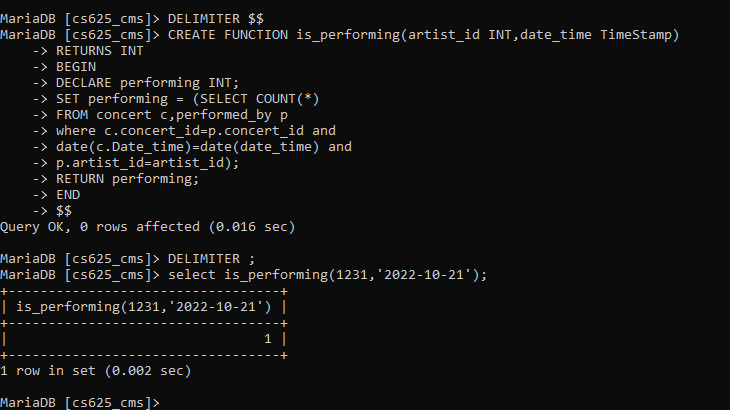 MariaDB [cs625_cms]> DELIMITER $$
MariaDB [cs625_cms]> CREATE FUNCTION is_performing(artist_id INT,date_time TimeStamp)
    -> RETURNS INT
    -> BEGIN
    -> DECLARE performing INT;
    -> SET performing = (SELECT COUNT(*)
    -> FROM concert c,performed_by p
    -> where c.concert_id=p.concert_id and
    -> date(c.Date_time)=date(date_time) and
    -> p.artist_id=artist_id);
    -> RETURN performing;
    -> END
    -> $$
Query OK, 0 rows affected (0.016 sec)

MariaDB [cs625_cms]> DELIMITER ;
MariaDB [cs625_cms]> select is_performing(1231,'2022-10-21');
+----------------------------------+
| is_performing(1231,'2022-10-21') |
+----------------------------------+
|                                1 |
+----------------------------------+
1 row in set (0.002 sec)

MariaDB [cs625_cms]>